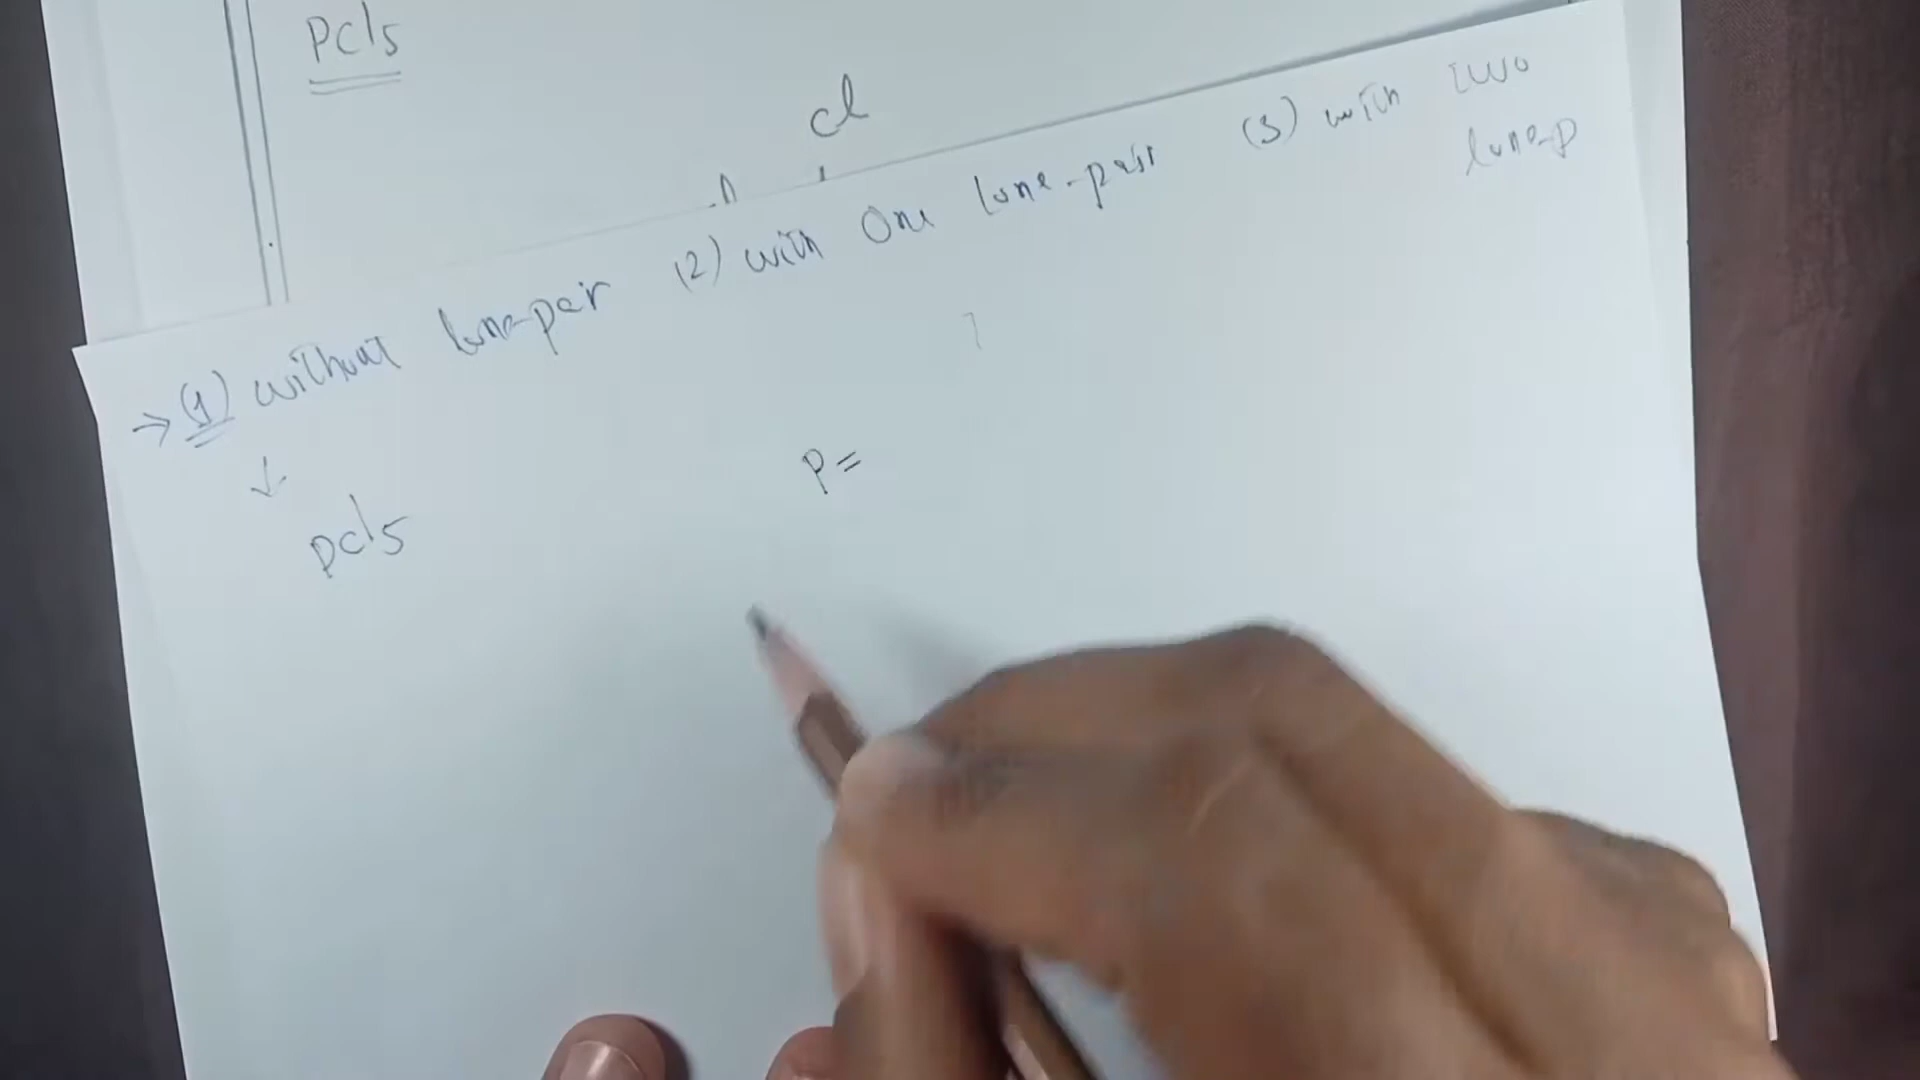 PCl5
cl
→ (1) without lone-pair (2) with One lone-pair (3) with two
lone-p
↓
pcl5
P=